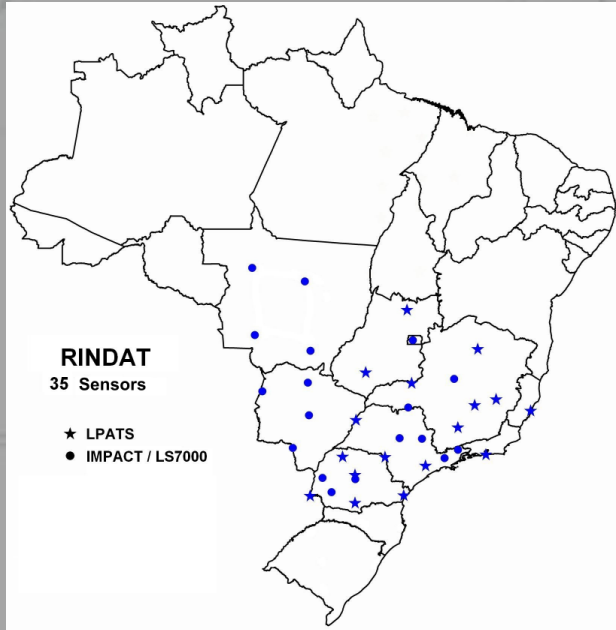 RINDAT
35 Sensors
★ LPATS
● IMPACT / LS7000